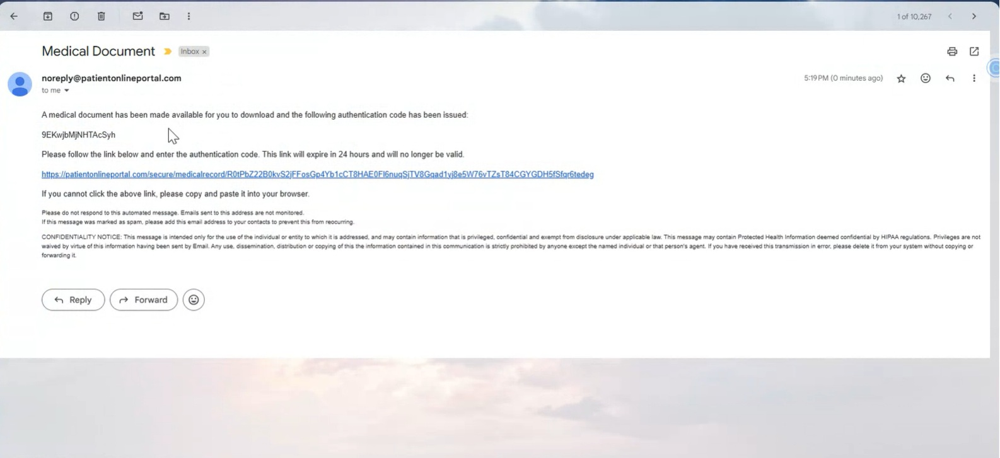 1 of 10,267
Medical Document Inbox ×
noreply@patientonlineportal.com 5:19 PM (0 minutes ago)
to me
A medical document has been made available for you to download and the following authentication code has been issued:
9EKwjbMjNHTAcSyh
Please follow the link below and enter the authentication code. This link will expire in 24 hours and will no longer be valid.
https://patientonlineportal.com/secure/medicalrecord/R0tPbZ22B0kvS2jFFosGp4Yb1cCT8HAE0Fl6nuqSjTV8Gqad1yj8e5W76vTZsT84CGYGDH5fSfqr6tedeg
If you cannot click the above link, please copy and paste it into your browser.
Please do not respond to this automated message. Emails sent to this address are not monitored.
If this message was marked as spam, please add this email address to your contacts to prevent this from reocurring.
CONFIDENTIALITY NOTICE: This message is intended only for the use of the individual or entity to which it is addressed, and may contain information that is privileged, confidential and exempt from disclosure under applicable law. This message may contain Protected Health Information deemed confidential by HIPAA regulations. Privileges are not
waived by virtue of this information having been sent by Email. Any use, dissemination, distribution or copying of this the information contained in this communication is strictly prohibited by anyone except the named individual or that person's agent. If you have received this transmission in error, please delete it from your system without copying or
forwarding it.
Reply Forward